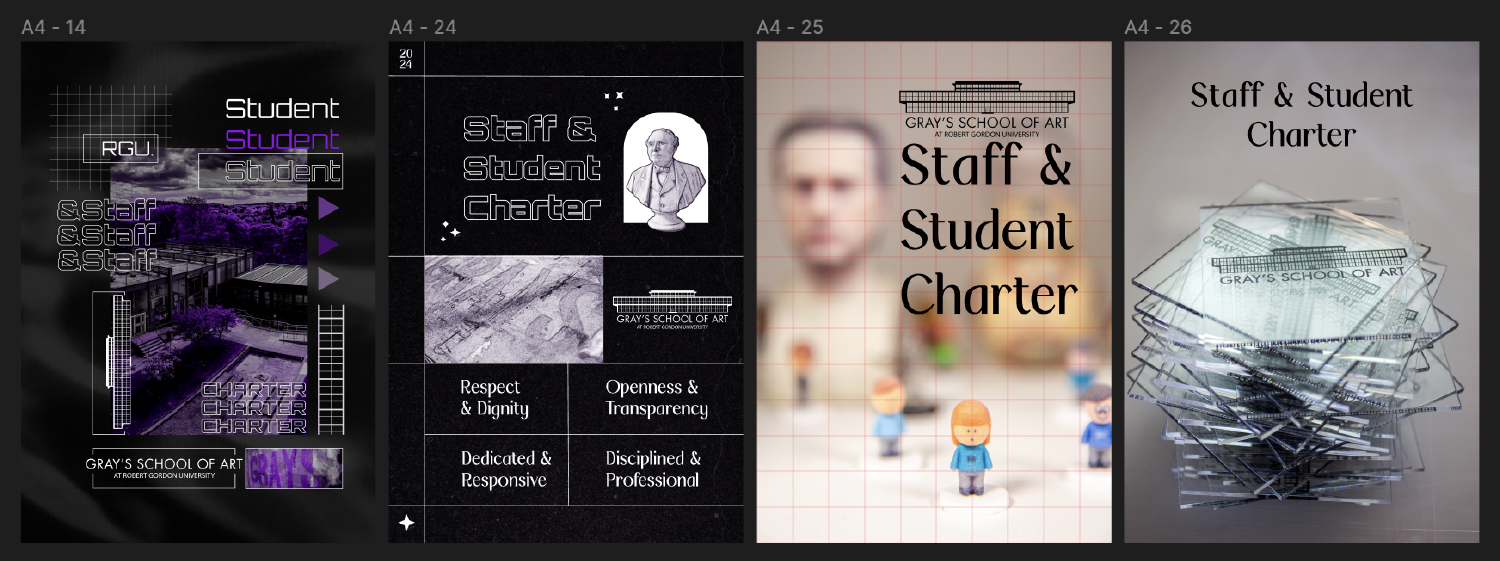 A4 - 14
RGU.
Student
Student
Student
&Staff
&Staff
&Staff
CHARTER
CHARTER
CHARTER
GRAY'S SCHOOL OF ART
AT ROBERT GORDON UNIVERSITY
GRAYS
A4 - 24
20
24
Staff &
Student
Charter
GRAY'S SCHOOL OF ART
AT ROBERT GORDON UNIVERSITY
Respect
& Dignity
Openness &
Transparency
Dedicated &
Responsive
Disciplined &
Professional
A4 - 25
GRAY'S SCHOOL OF ART
AT ROBERT GORDON UNIVERSITY
Staff &
Student
Charter
A4 - 26
Staff & Student
Charter
GRAY'S SCHOOL OF ART